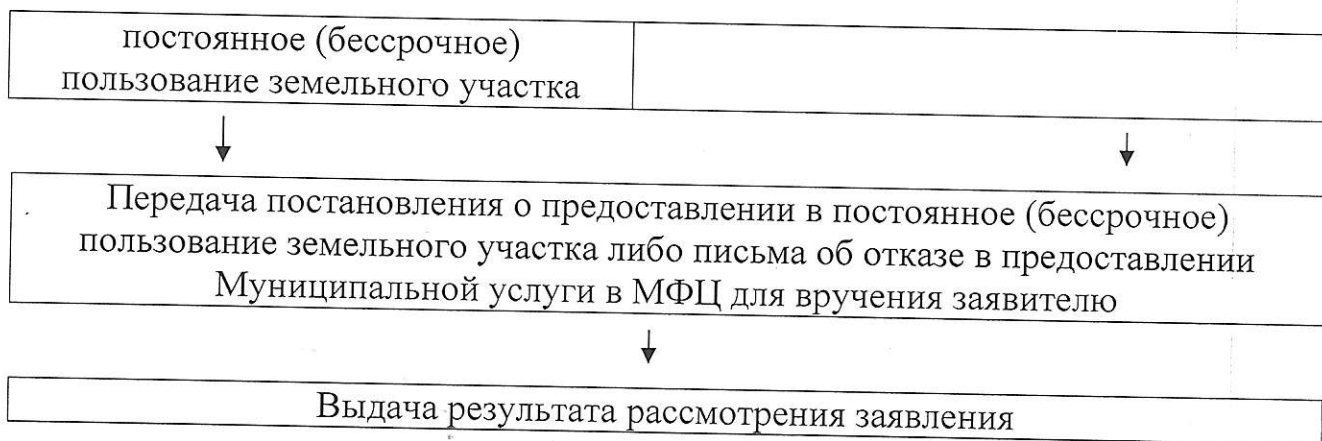 постоянное (бессрочное)
пользование земельного участка
Передача постановления о предоставлении в постоянное (бессрочное)
пользование земельного участка либо письма об отказе в предоставлении
Муниципальной услуги в МФЦ для вручения заявителю
Выдача результата рассмотрения заявления